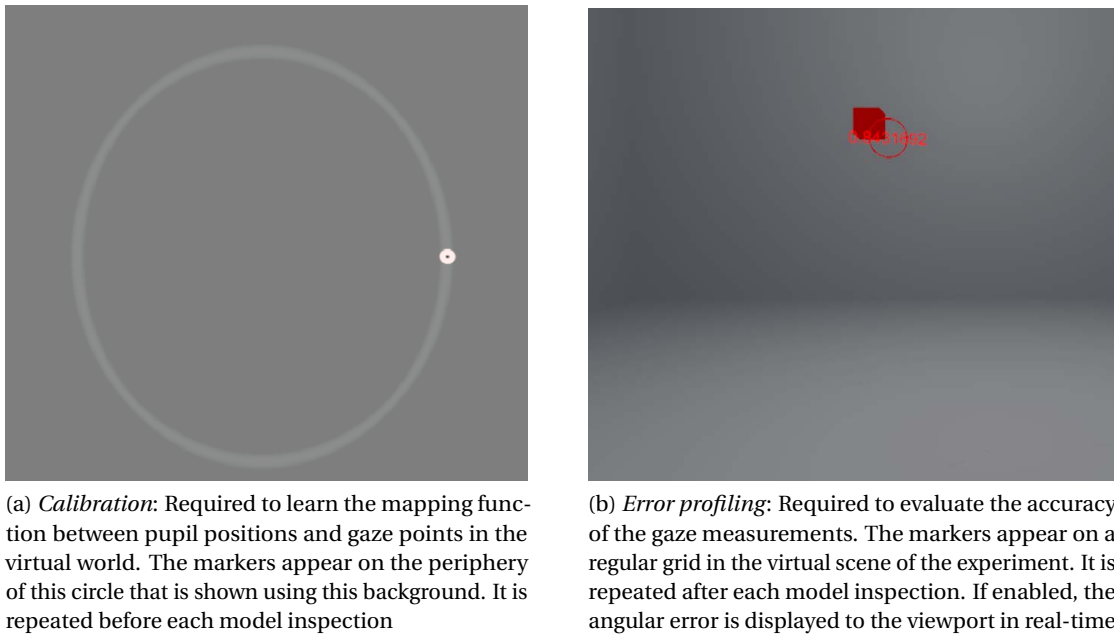 (a) Calibration: Required to learn the mapping func-
tion between pupil positions and gaze points in the
virtual world. The markers appear on the periphery
of this circle that is shown using this background. It is
repeated before each model inspection
(b) Error profiling: Required to evaluate the accuracy
of the gaze measurements. The markers appear on a
regular grid in the virtual scene of the experiment. It is
repeated after each model inspection. If enabled, the
angular error is displayed to the viewport in real-time